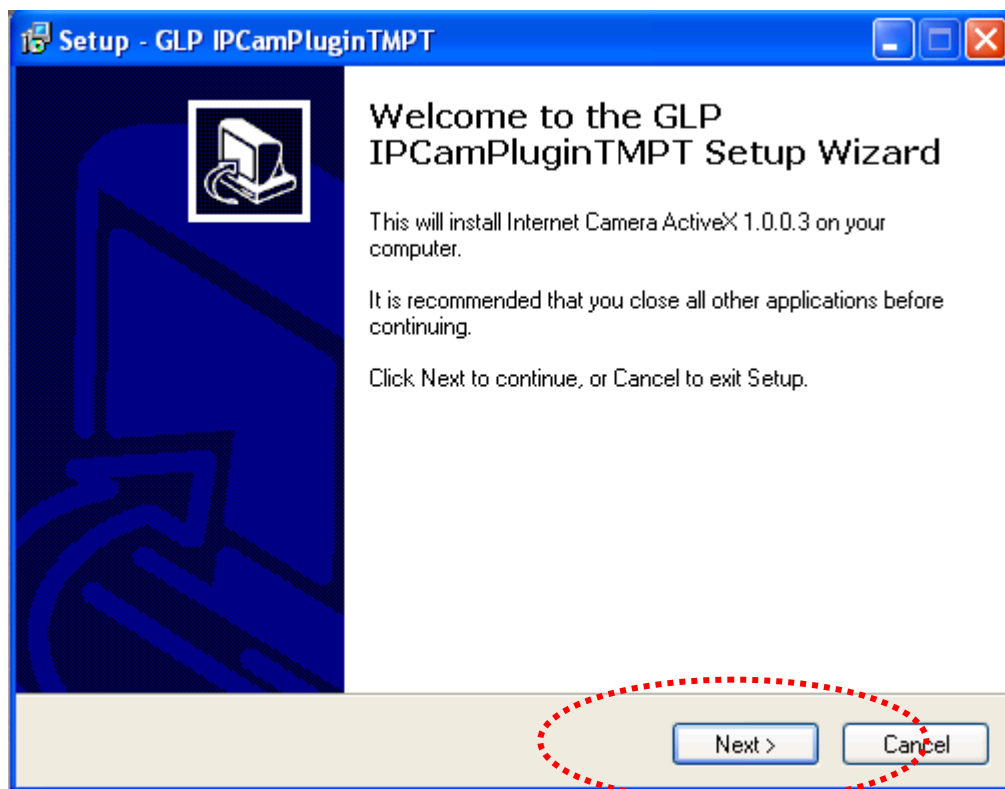 Setup - GLP IPCamPluginTMPT
Welcome to the GLP
IPCamPluginTMPT Setup Wizard
This will install Internet Camera ActiveX 1.0.0.3 on your
computer.
It is recommended that you close all other applications before
continuing.
Click Next to continue, or Cancel to exit Setup.
Next >
Cancel